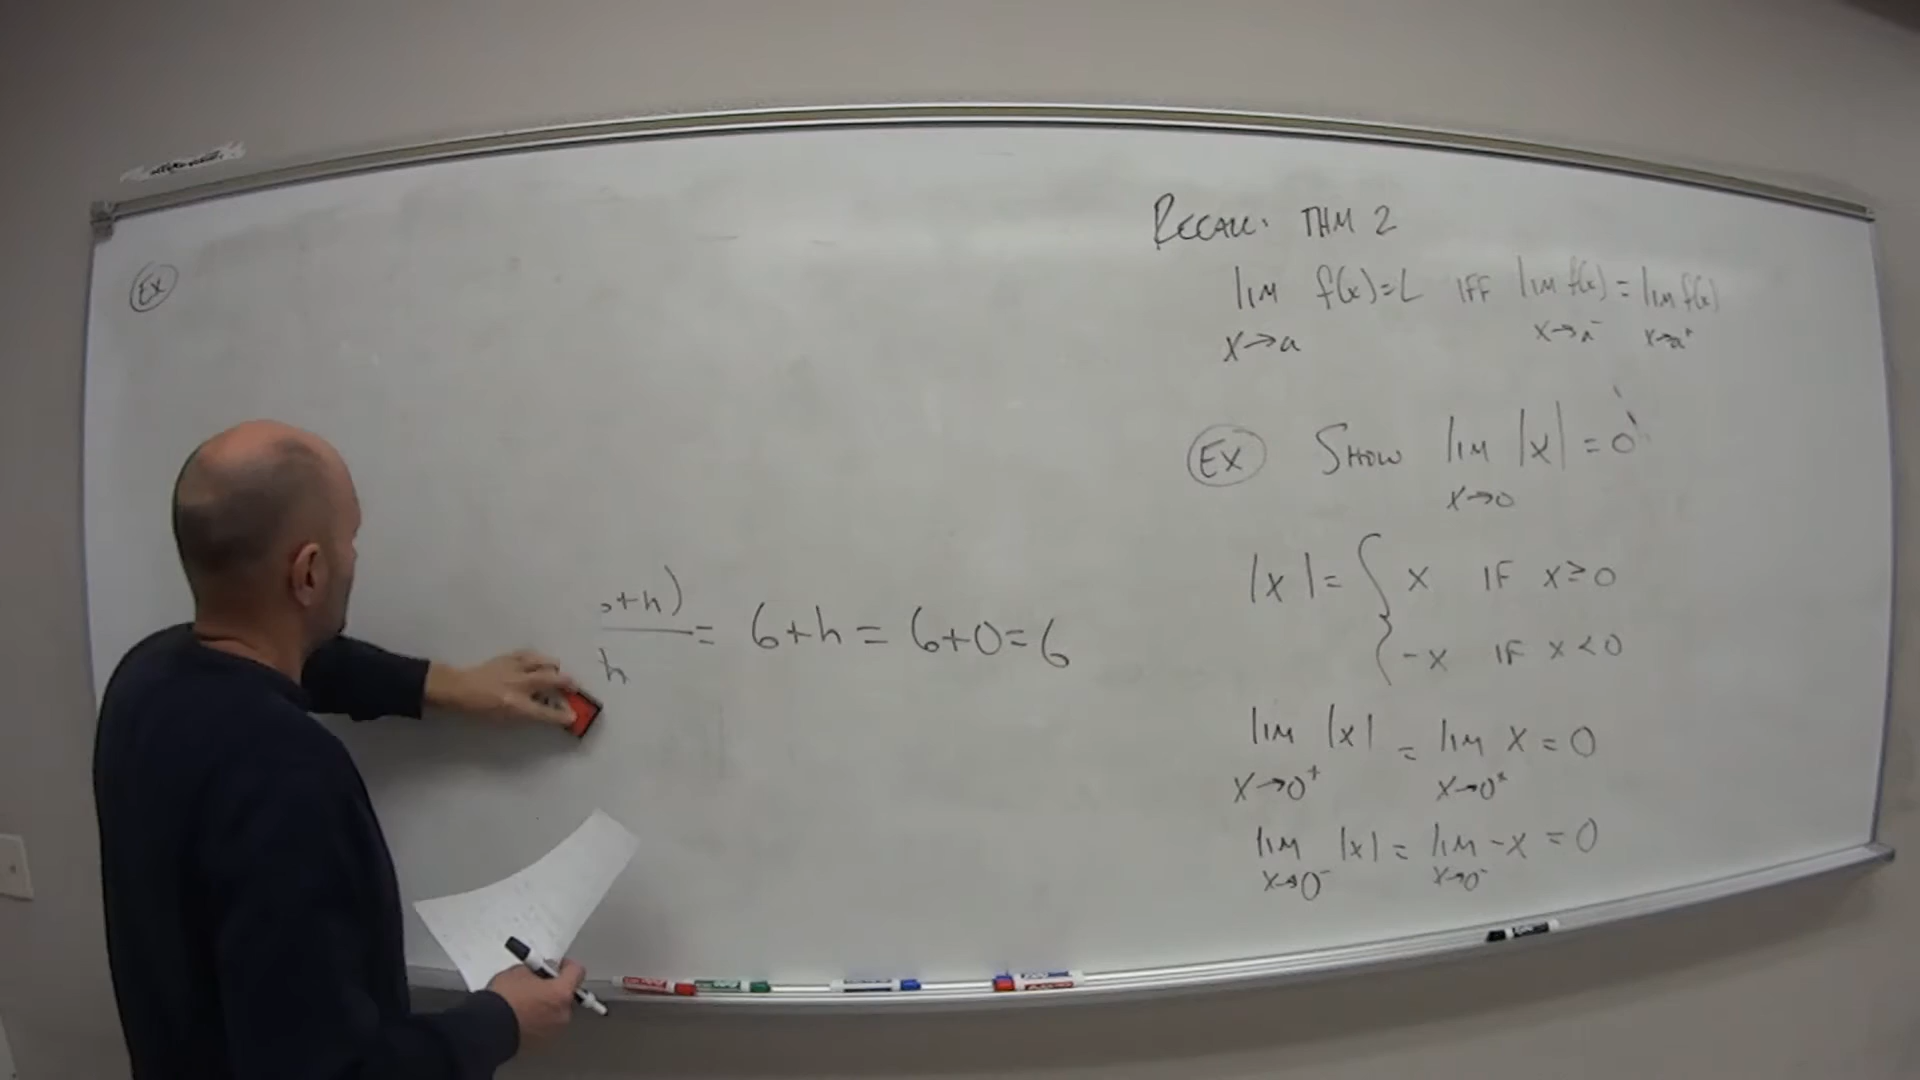 EX
+h)
h
= 6+h = 6+0=6
RECALL: THM 2
lim f(x)=L IFF lim f(x) = lim f(x)
x→a x→a⁻ x→a⁺
EX SHOW lim |x| = 0
x→0
|x| = { x IF x≥0
-x IF x<0
lim |x| = lim x = 0
x→0⁺ x→0⁺
lim |x| = lim -x = 0
x→0⁻ x→0⁻